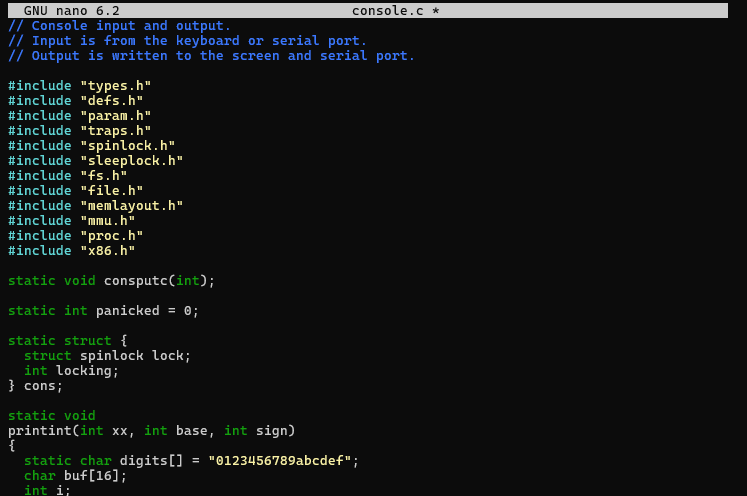 GNU nano 6.2 console.c *
// Console input and output.
// Input is from the keyboard or serial port.
// Output is written to the screen and serial port.
#include "types.h"
#include "defs.h"
#include "param.h"
#include "traps.h"
#include "spinlock.h"
#include "sleeplock.h"
#include "fs.h"
#include "file.h"
#include "memlayout.h"
#include "mmu.h"
#include "proc.h"
#include "x86.h"
static void consputc(int);
static int panicked = 0;
static struct {
  struct spinlock lock;
  int locking;
} cons;
static void
printint(int xx, int base, int sign)
{
  static char digits[] = "0123456789abcdef";
  char buf[16];
  int i;